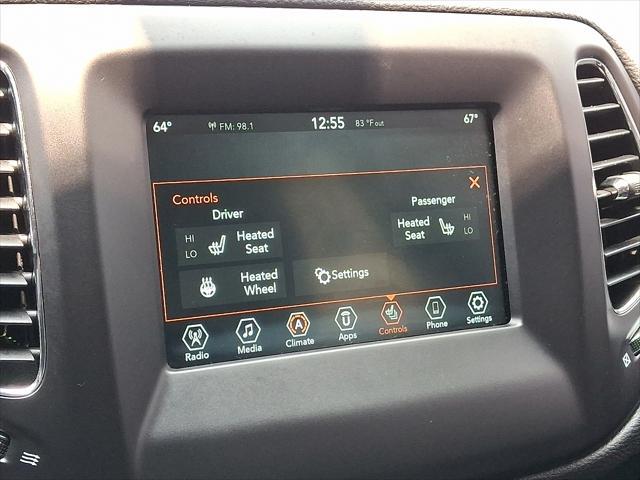 64° FM: 98.1 12:55 83 °F out 67°
Controls X
Driver Passenger
HI LO Heated Seat
Heated Seat HI LO
Heated Wheel
Settings
Radio Media A Climate Apps Controls Phone Settings